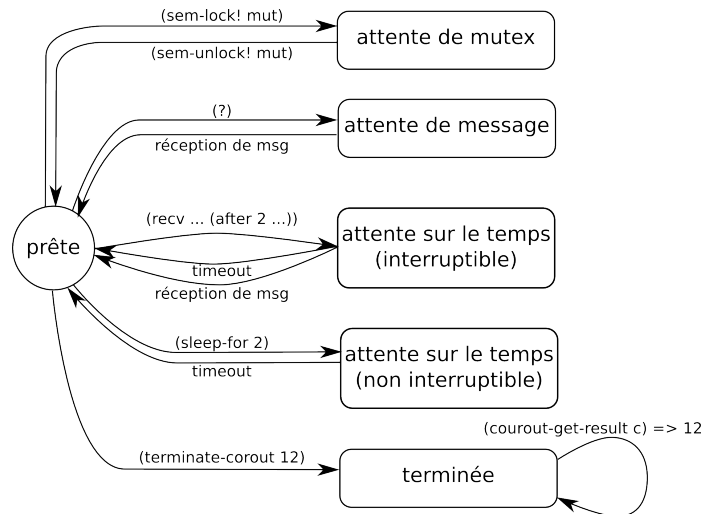 (sem-lock! mut)
attente de mutex
(sem-unlock! mut)
(?)
attente de message
réception de msg
(recv ... (after 2 ...))
attente sur le temps
(interruptible)
prête
timeout
réception de msg
(sleep-for 2)
attente sur le temps
(non interruptible)
timeout
(courout-get-result c) => 12
(terminate-corout 12)
terminée